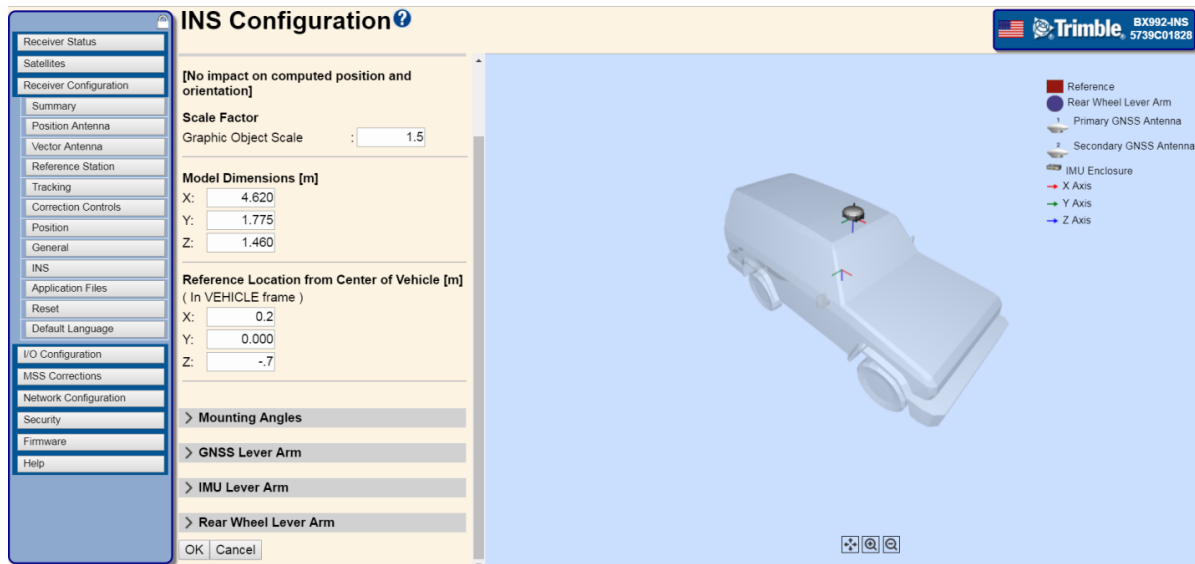 INS Configuration?
Trimble. BX992-INS
5739C01828
Receiver Status
Satellites
Receiver Configuration
Summary
Position Antenna
Vector Antenna
Reference Station
Tracking
Correction Controls
Position
General
INS
Application Files
Reset
Default Language
I/O Configuration
MSS Corrections
Network Configuration
Security
Firmware
Help
[No impact on computed position and
orientation]
Scale Factor
Graphic Object Scale : 1.5
Model Dimensions [m]
X: 4.620
Y: 1.775
Z: 1.460
Reference Location from Center of Vehicle [m]
( In VEHICLE frame )
X: 0.2
Y: 0.000
Z: -.7
Mounting Angles
GNSS Lever Arm
IMU Lever Arm
Rear Wheel Lever Arm
OK Cancel
Reference
Rear Wheel Lever Arm
1 Primary GNSS Antenna
2 Secondary GNSS Antenna
IMU Enclosure
X Axis
Y Axis
Z Axis